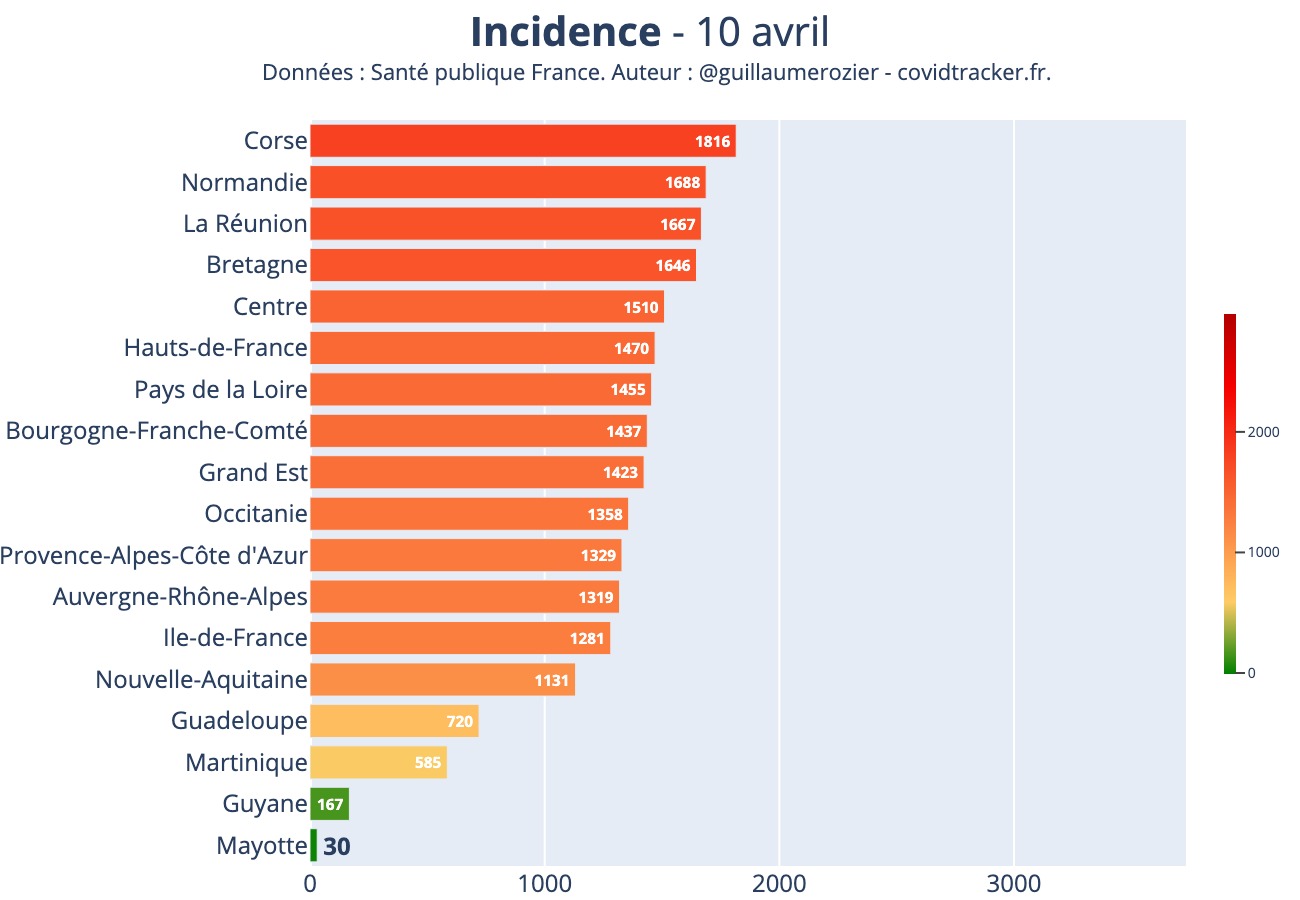 Incidence - 10 avril
Données : Santé publique France. Auteur : @guillaumerozier - covidtracker.fr.
Corse 1816
Normandie 1688
La Réunion 1667
Bretagne 1646
Centre 1510
Hauts-de-France 1470
Pays de la Loire 1455
Bourgogne-Franche-Comté 1437
Grand Est 1423
Occitanie 1358
Provence-Alpes-Côte d'Azur 1329
Auvergne-Rhône-Alpes 1319
Ile-de-France 1281
Nouvelle-Aquitaine 1131
Guadeloupe 720
Martinique 585
Guyane 167
Mayotte 30
0 1000 2000 3000
2000
1000
0